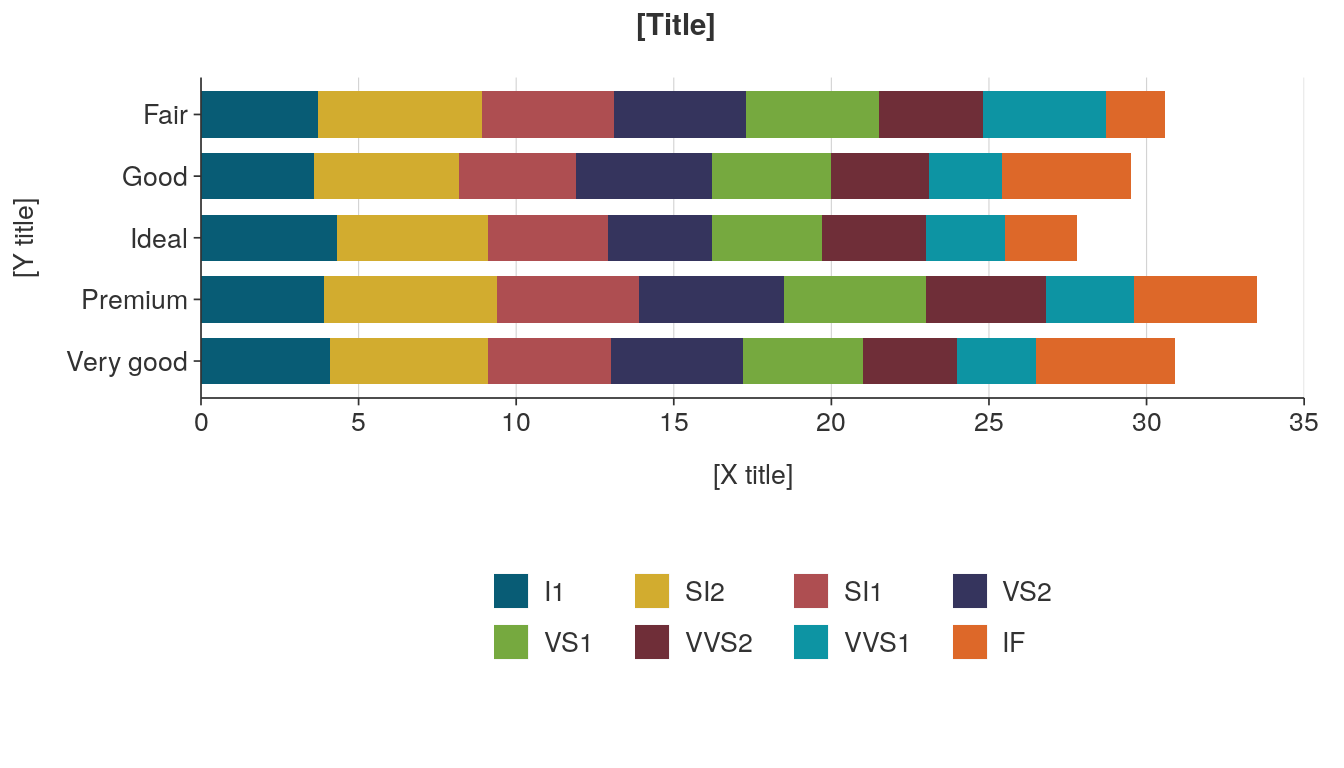 [Title]
[Y title]
Fair
Good
Ideal
Premium
Very good
0 5 10 15 20 25 30 35
[X title]
I1 SI2 SI1 VS2
VS1 VVS2 VVS1 IF